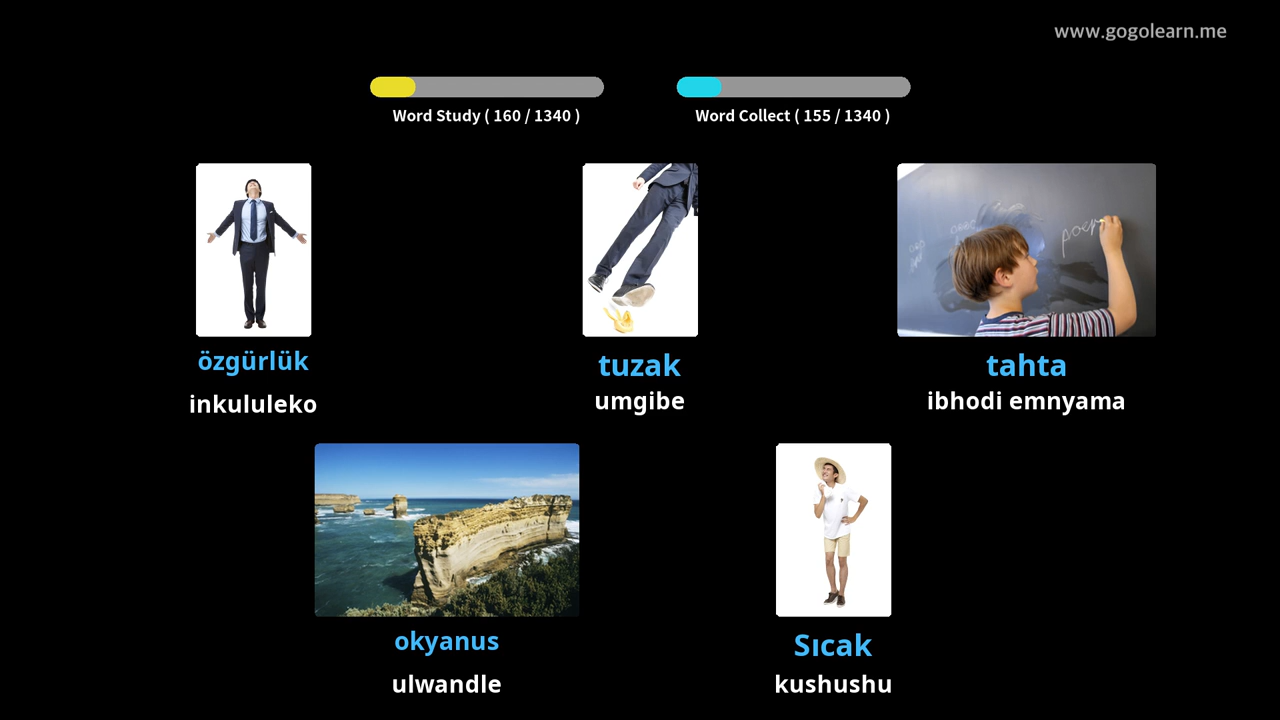 www.gogolearn.me
Word Study ( 160 / 1340 )
Word Collect ( 155 / 1340 )
poem
özgürlük
tuzak
tahta
inkululeko
umgibe
ibhodi emnyama
okyanus
Sıcak
ulwandle
kushushu